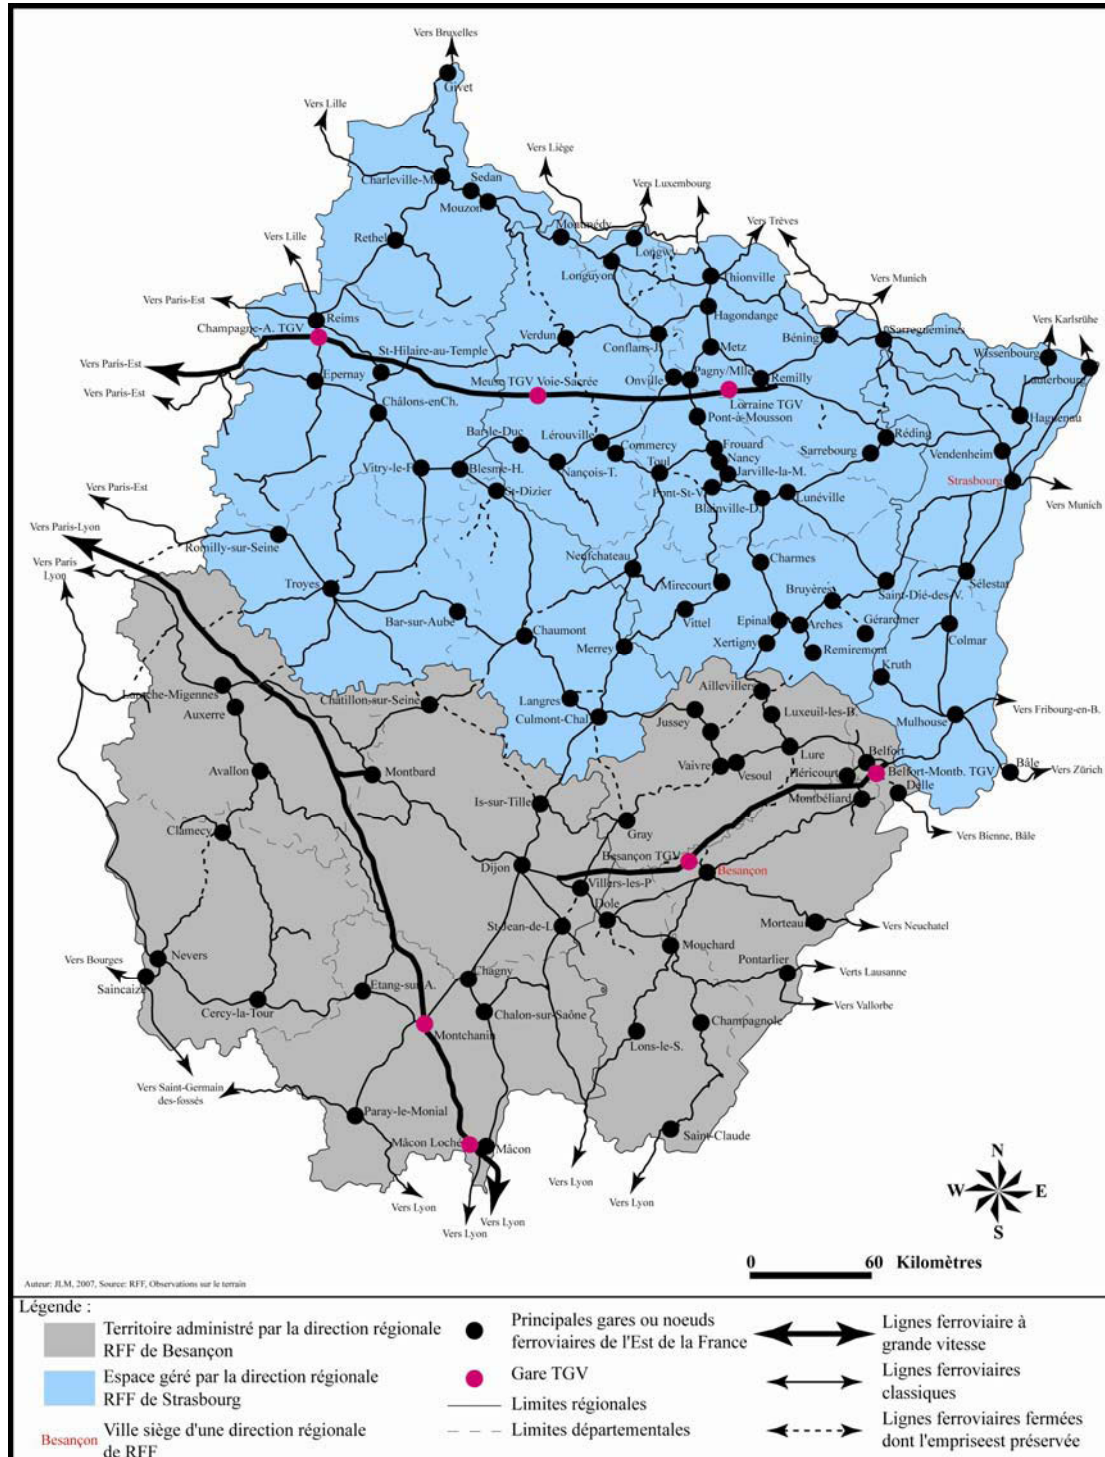 Vers Bruxelles
Givet
Vers Lille
Vers Liège
Charleville-M.
Sedan
Mouzon
Vers Luxembourg
Vers Lille
Rethel
Montmédy
Longwy
Vers Trèves
Longuyon
Thionville
Vers Munich
Vers Paris-Est
Reims
Champagne-A. TGV
Hagondange
Vers Karlsrühe
St-Hilaire-au-Temple
Verdun
Conflans-J.
Metz
Béning
Sarreguemines
Wissenbourg
Vers Paris-Est
Epernay
Meuse TGV Voie-Sacrée
Onville
Pagny/Mlle
Remilly
Lauterbourg
Vers Paris-Est
Châlons-enCh.
Lorraine TGV
Pont-à-Mousson
Haguenau
Bar-le-Duc
Lérouville
Commercy
Frouard
Nancy
Réding
Sarrebourg
Vendenheim
Vitry-le-F.
Blesme-H.
Nançois-T.
Toul
Jarville-la-M.
St-Dizier
Pont-St-V.
Lunéville
Strasbourg
Vers Paris-Est
Blainville-D.
Vers Munich
Vers Paris-Lyon
Romilly-sur-Seine
Neufchateau
Charmes
Vers Paris
Lyon
Troyes
Mirecourt
Bruyères
Saint-Dié-des-V.
Sélestat
Bar-sur-Aube
Chaumont
Vittel
Epinal
Arches
Gérardmer
Colmar
Merrey
Xertigny
Remiremont
Kruth
Laroche-Migennes
Châtillon-sur-Seine
Langres
Aillevillers
Auxerre
Culmont-Chal.
Jussey
Luxeuil-les-B.
Mulhouse
Vers Fribourg-en-B.
Avallon
Montbard
Vaivre
Vesoul
Lure
Belfort
Héricourt
Belfort-Montb. TGV
Bâle
Vers Zürich
Is-sur-Tille
Montbéliard
Delle
Clamecy
Gray
Vers Bienne, Bâle
Dijon
Besançon TGV
Besançon
Villers-les-P
Dole
St-Jean-de-L.
Morteau
Vers Neuchatel
Nevers
Mouchard
Vers Bourges
Saincaize
Chagny
Pontarlier
Verts Lausanne
Etang-sur-A.
Cercy-la-Tour
Chalon-sur-Saône
Vers Vallorbe
Montchanin
Lons-le-S.
Champagnole
Vers Saint-Germain
des-fossés
Paray-le-Monial
Mâcon Loché
Mâcon
Saint-Claude
Vers Lyon
Vers Lyon
Vers Lyon
Vers Lyon
Vers Lyon
N
W
E
S
0
60
Kilomètres
Auteur: JLM, 2007, Source: RFF, Observations sur le terrain
Légende :
Territoire administré par la direction régionale
RFF de Besançon
Espace géré par la direction régionale
RFF de Strasbourg
Besançon
Ville siège d'une direction régionale
de RFF
Principales gares ou noeuds
ferroviaires de l'Est de la France
Gare TGV
Limites régionales
Limites départementales
Lignes ferroviaire à
grande vitesse
Lignes ferroviaires
classiques
Lignes ferroviaires fermées
dont l'empriseest préservée